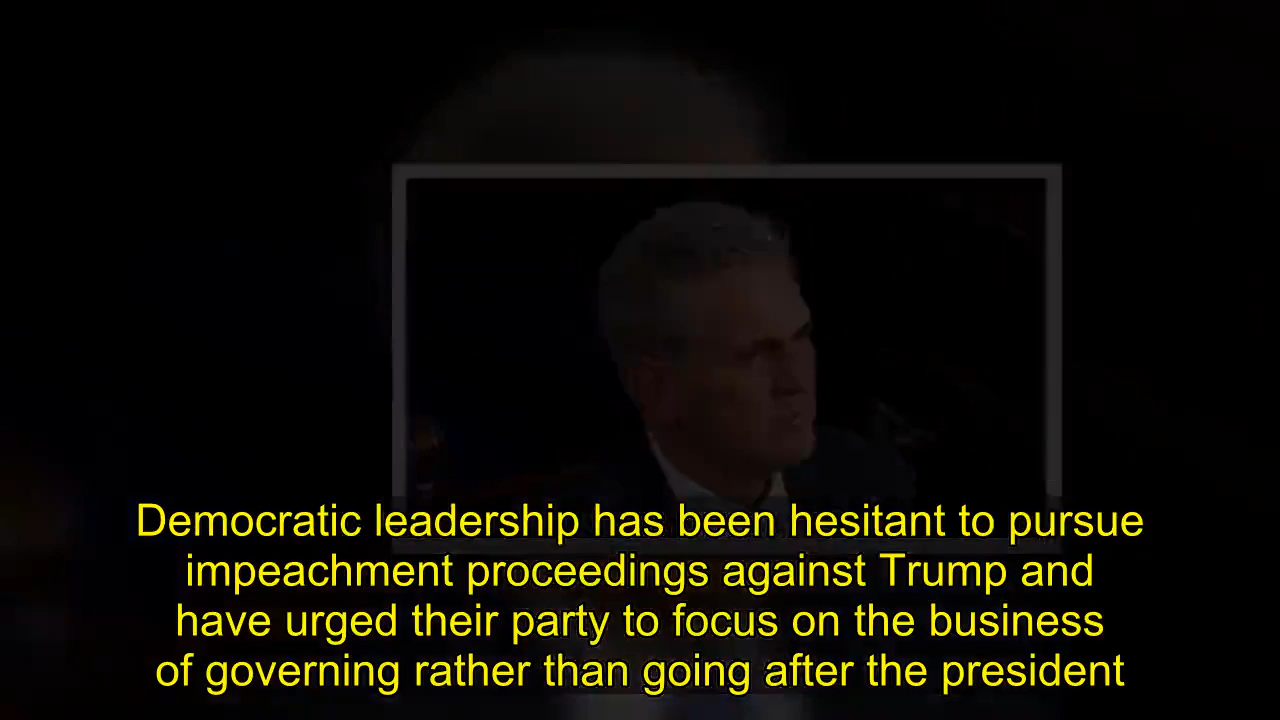 Democratic leadership has been hesitant to pursue
impeachment proceedings against Trump and
have urged their party to focus on the business
of governing rather than going after the president